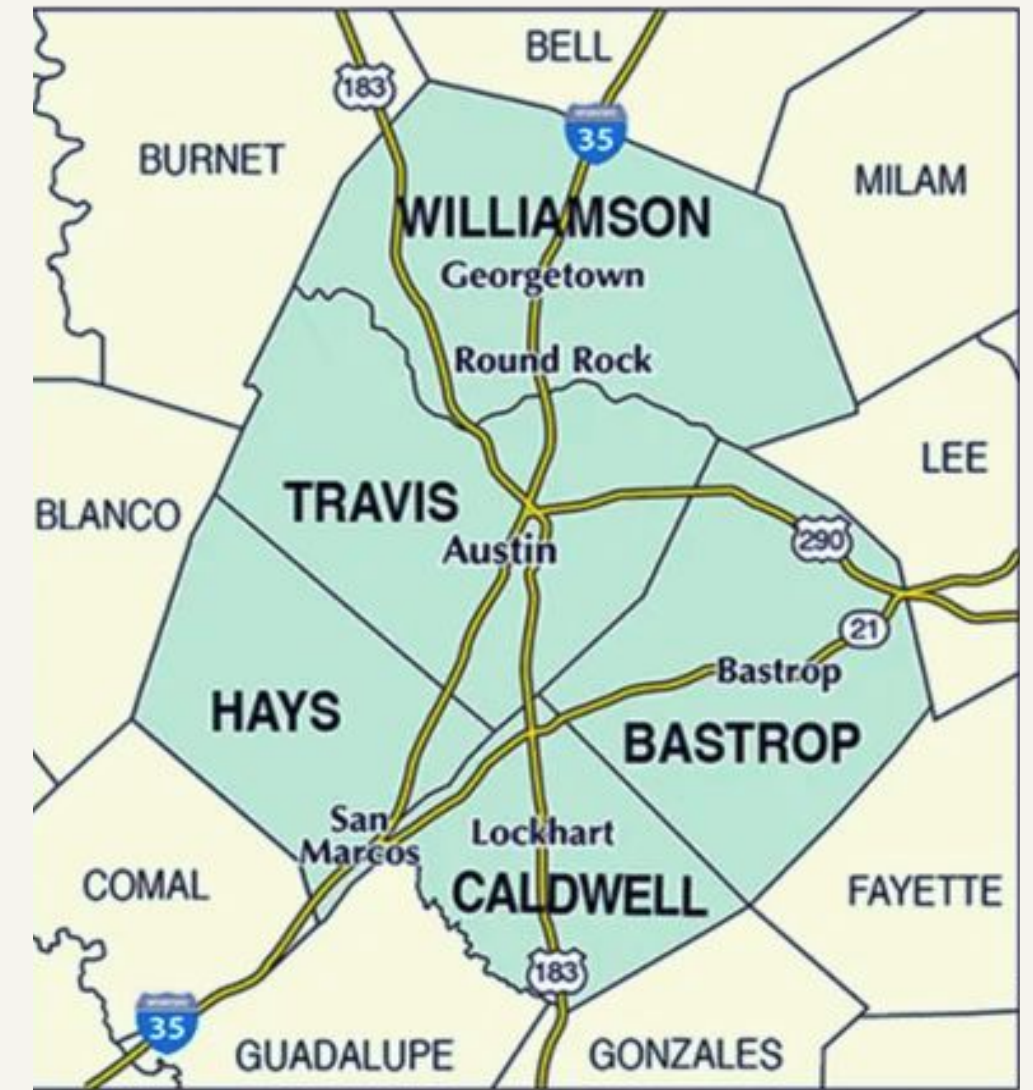 BELL
183
35
BURNET
MILAM
WILLIAMSON
Georgetown
Round Rock
LEE
TRAVIS
BLANCO
Austin
290
21
Bastrop
HAYS
BASTROP
San
Marcos
Lockhart
COMAL
CALDWELL
FAYETTE
183
35
GUADALUPE
GONZALES